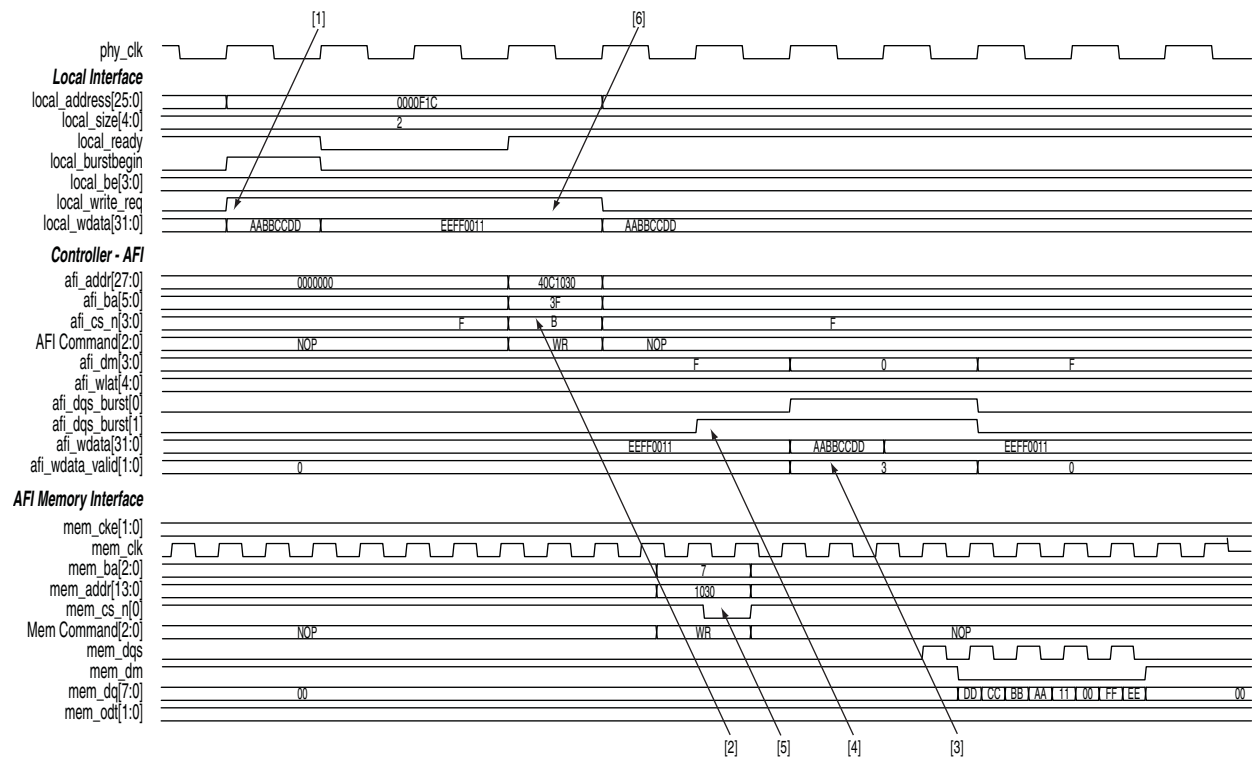 [1] [6]
phy_clk
Local Interface
local_address[25:0] 0000F1C
local_size[4:0] 2
local_ready
local_burstbegin
local_be[3:0]
local_write_req
local_wdata[31:0] AABBCCDD EEFF0011 AABBCCDD
Controller - AFI
afi_addr[27:0] 0000000 40C1030
afi_ba[5:0] 3F
afi_cs_n[3:0] F B F
AFI Command[2:0] NOP WR NOP
afi_dm[3:0] F 0 F
afi_wlat[4:0]
afi_dqs_burst[0]
afi_dqs_burst[1]
afi_wdata[31:0] EEFF0011 AABBCCDD EEFF0011
afi_wdata_valid[1:0] 0 3 0
AFI Memory Interface
mem_cke[1:0]
mem_clk
mem_ba[2:0] 7
mem_addr[13:0] 1030
mem_cs_n[0]
Mem Command[2:0] NOP WR NOP
mem_dqs
mem_dm
mem_dq[7:0] 00 DD CC BB AA 11 00 FF EE 00
mem_odt[1:0]
[2] [5] [4] [3]